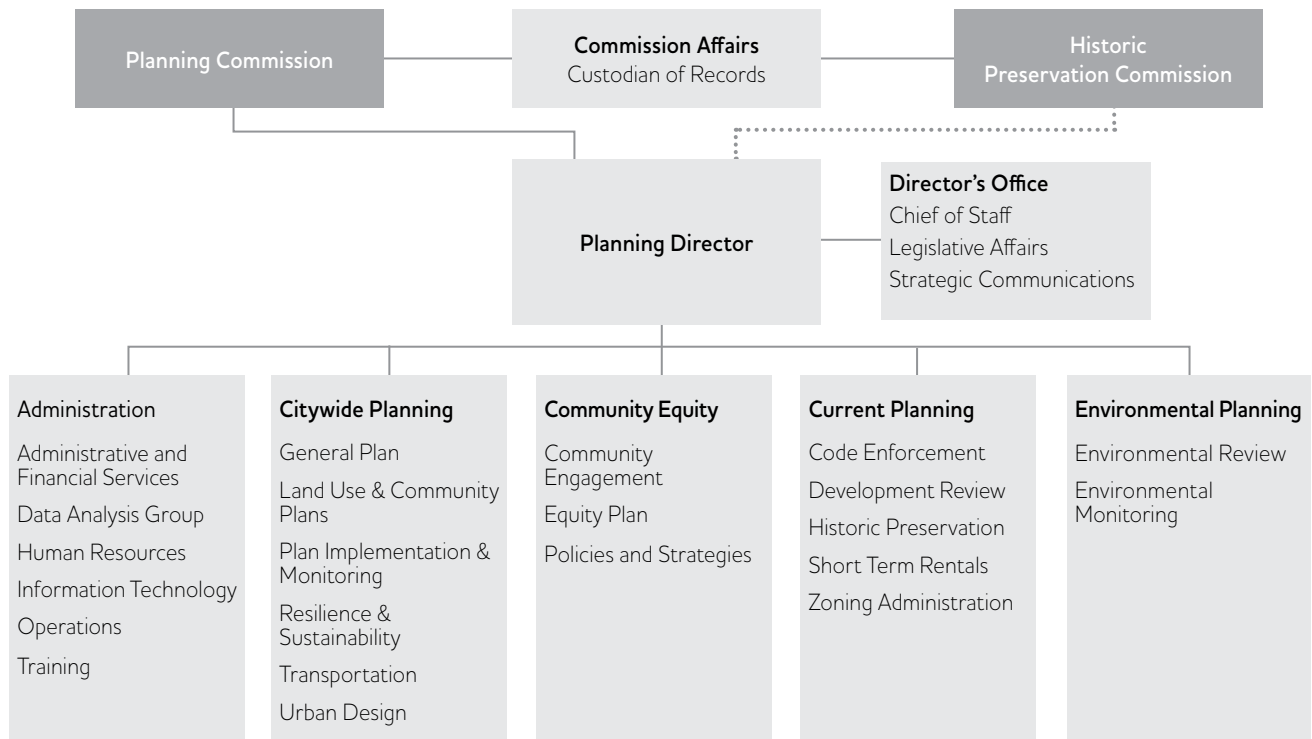 Planning Commission
Commission Affairs
Custodian of Records
Historic
Preservation Commission
Planning Director
Director's Office
Chief of Staff
Legislative Affairs
Strategic Communications
Administration
Administrative and
Financial Services
Data Analysis Group
Human Resources
Information Technology
Operations
Training
Citywide Planning
General Plan
Land Use & Community
Plans
Plan Implementation &
Monitoring
Resilience &
Sustainability
Transportation
Urban Design
Community Equity
Community
Engagement
Equity Plan
Policies and Strategies
Current Planning
Code Enforcement
Development Review
Historic Preservation
Short Term Rentals
Zoning Administration
Environmental Planning
Environmental Review
Environmental
Monitoring